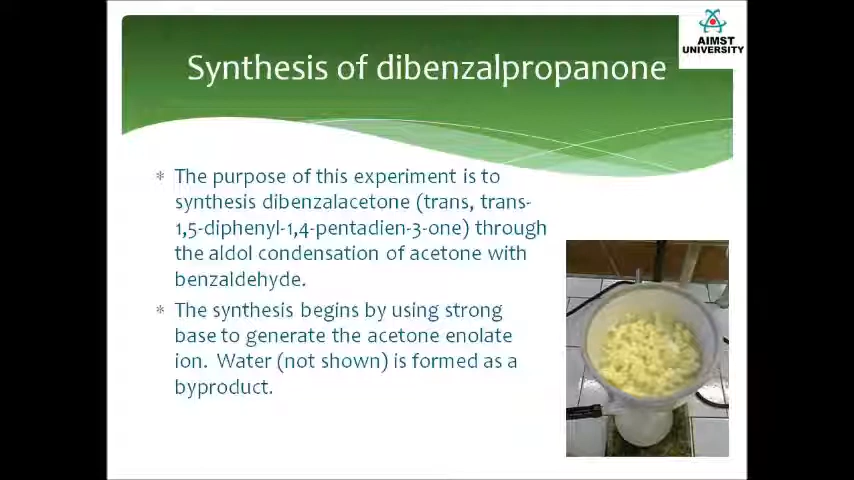 AIMST
UNIVERSITY
Synthesis of dibenzalpropanone
* The purpose of this experiment is to
synthesis dibenzalacetone (trans, trans-
1,5-diphenyl-1,4-pentadien-3-one) through
the aldol condensation of acetone with
benzaldehyde.
* The synthesis begins by using strong
base to generate the acetone enolate
ion. Water (not shown) is formed as a
byproduct.